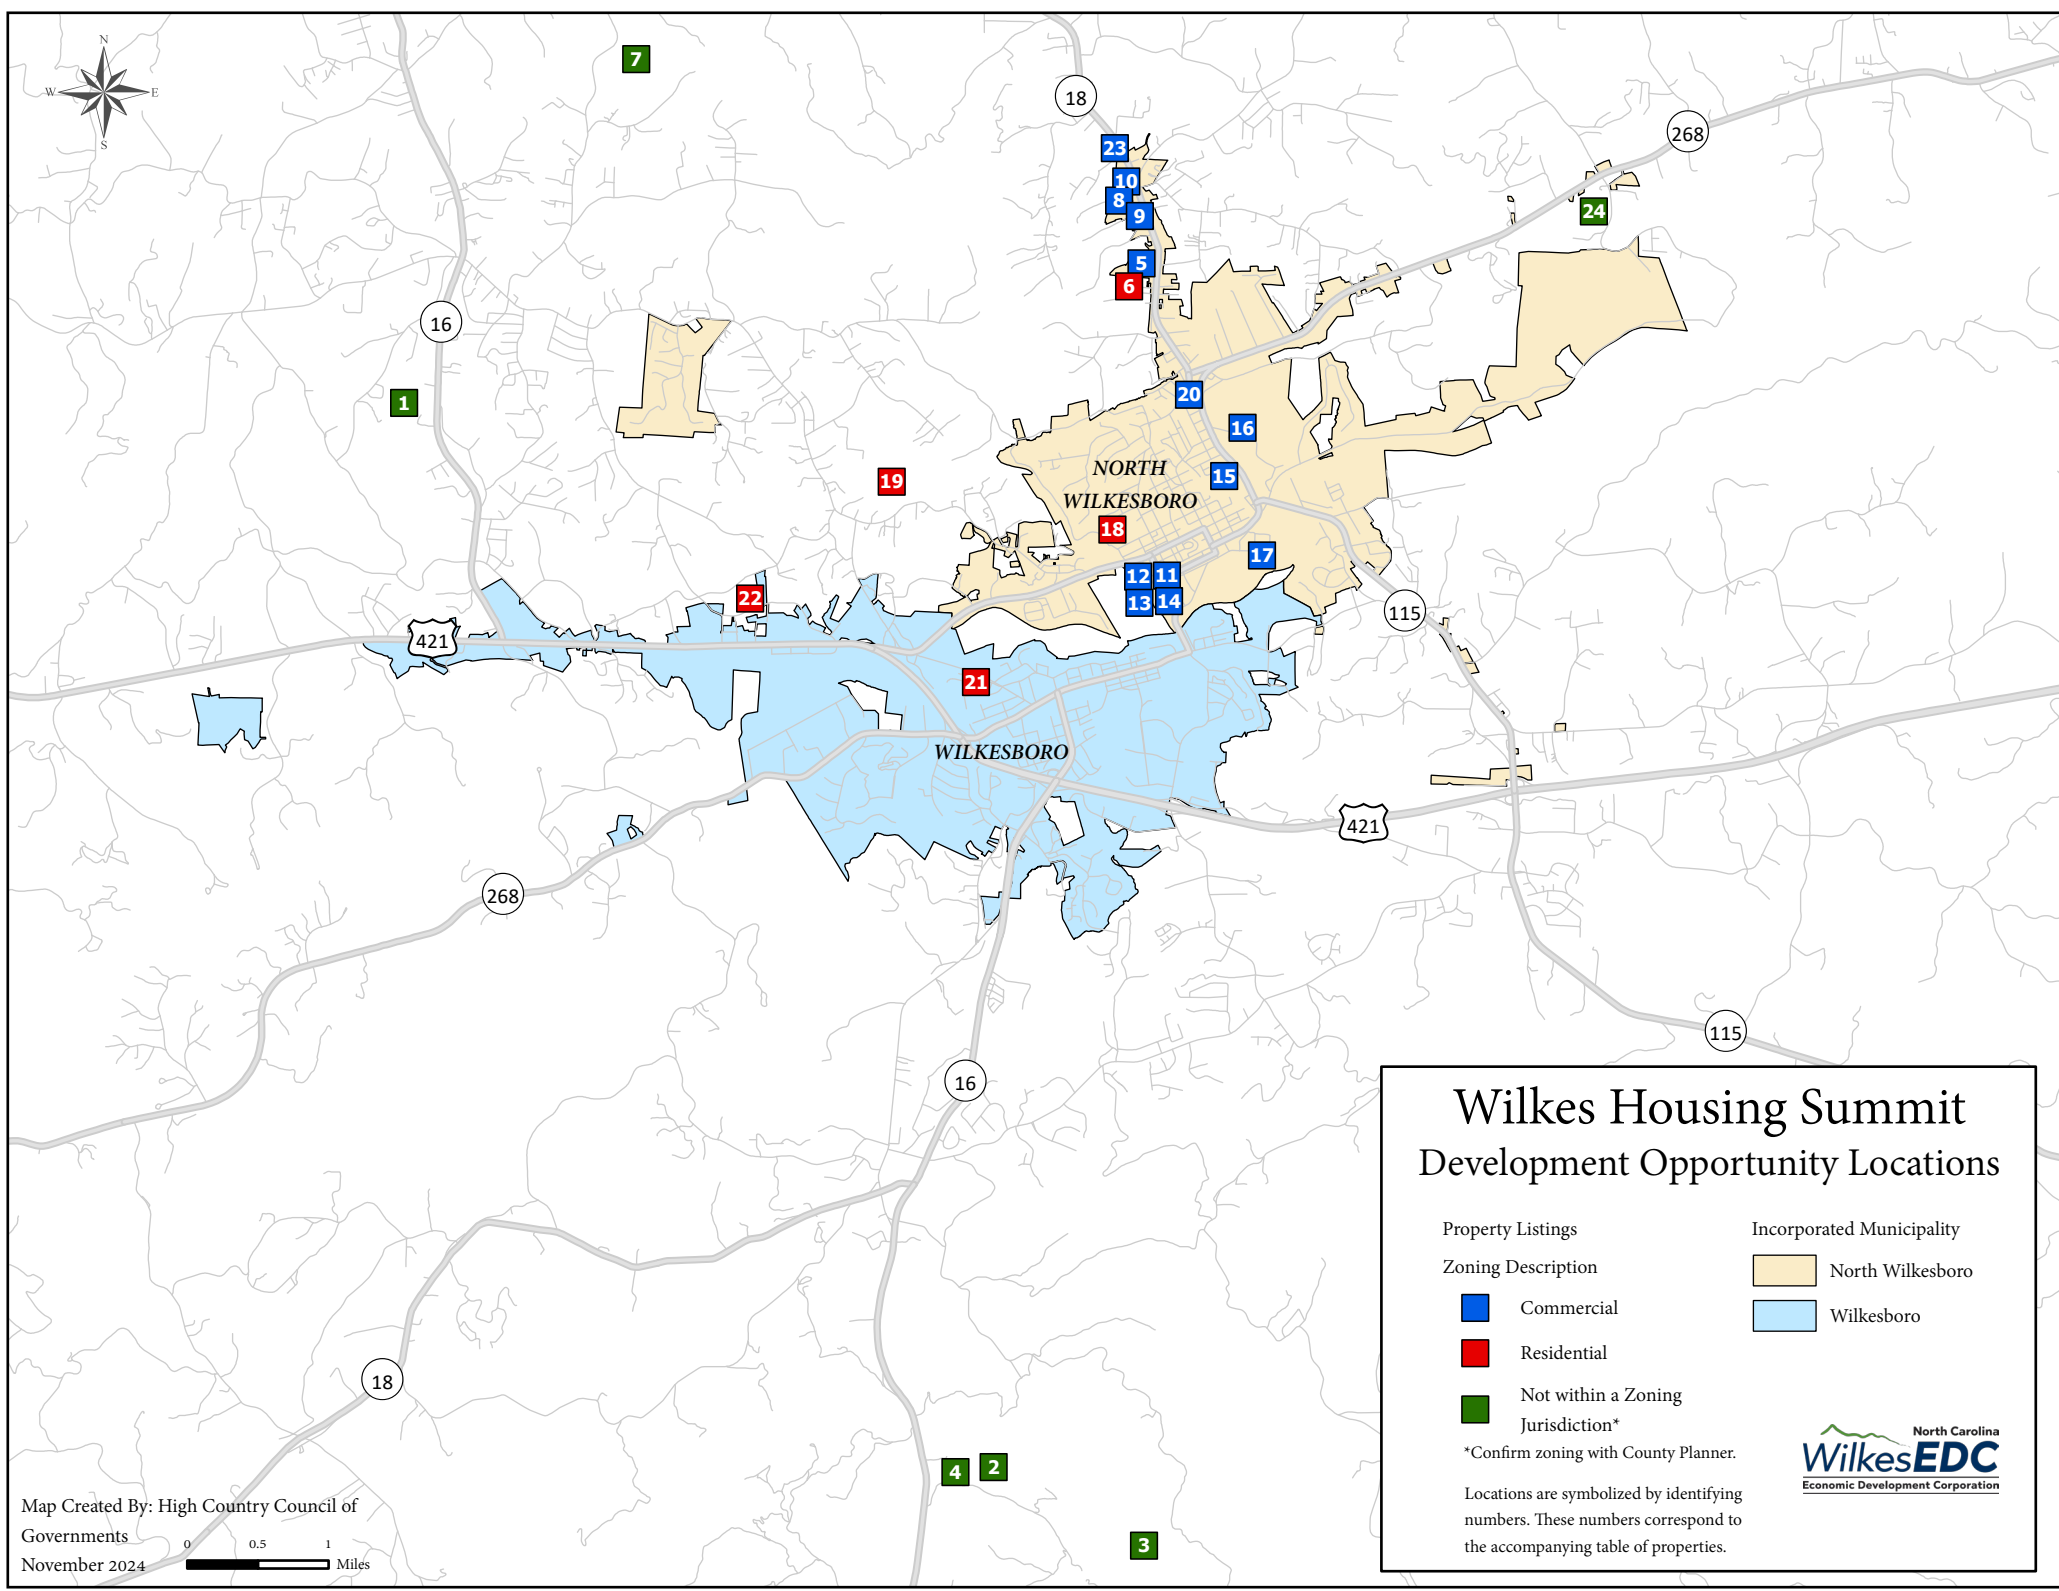 N
W
E
S
7
18
268
23
10
8
9
24
5
6
16
1
20
16
15
19
NORTH
WILKESBORO
18
17
12
11
13
14
22
115
421
21
WILKESBORO
421
268
115
16
18
4
2
3
Wilkes Housing Summit
Development Opportunity Locations
Property Listings
Zoning Description
Commercial
Residential
Not within a Zoning
Jurisdiction*
*Confirm zoning with County Planner.
Locations are symbolized by identifying
numbers. These numbers correspond to
the accompanying table of properties.
Incorporated Municipality
North Wilkesboro
Wilkesboro
North Carolina
WilkesEDC
Economic Development Corporation
Map Created By: High Country Council of
Governments
November 2024
0 0.5 1
Miles